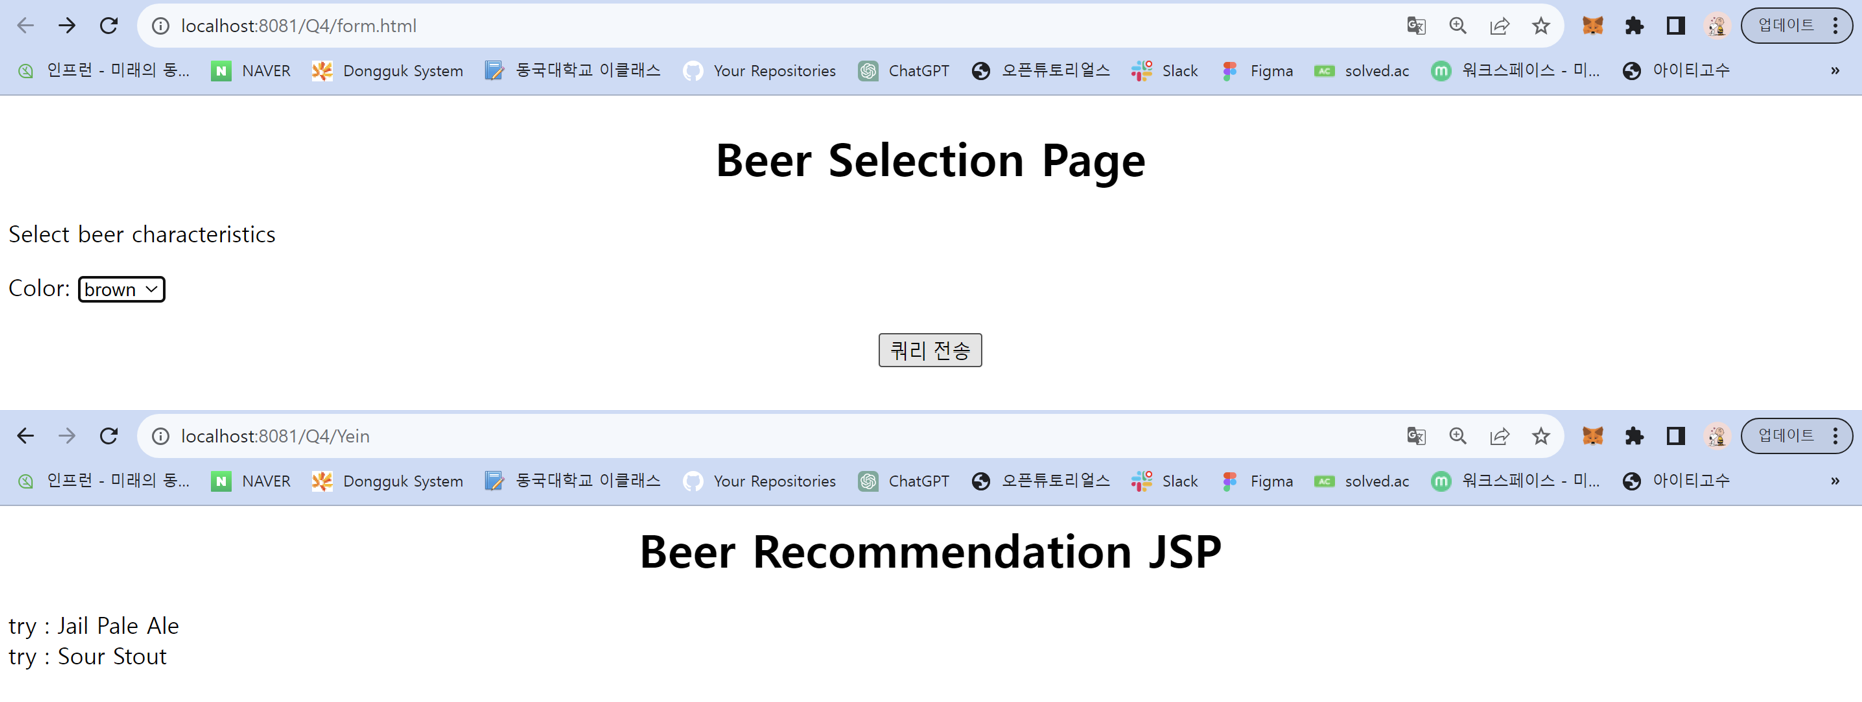 localhost:8081/Q4/form.html
업데이트
인프런 - 미래의 동... NAVER Dongguk System 동국대학교 이클래스 Your Repositories ChatGPT 오픈튜토리얼스 Slack Figma AC solved.ac 워크스페이스 - 미... 아이티고수 »
Beer Selection Page
Select beer characteristics
Color: brown
쿼리 전송
localhost:8081/Q4/Yein
업데이트
인프런 - 미래의 동... NAVER Dongguk System 동국대학교 이클래스 Your Repositories ChatGPT 오픈튜토리얼스 Slack Figma AC solved.ac 워크스페이스 - 미... 아이티고수 »
Beer Recommendation JSP
try : Jail Pale Ale
try : Sour Stout